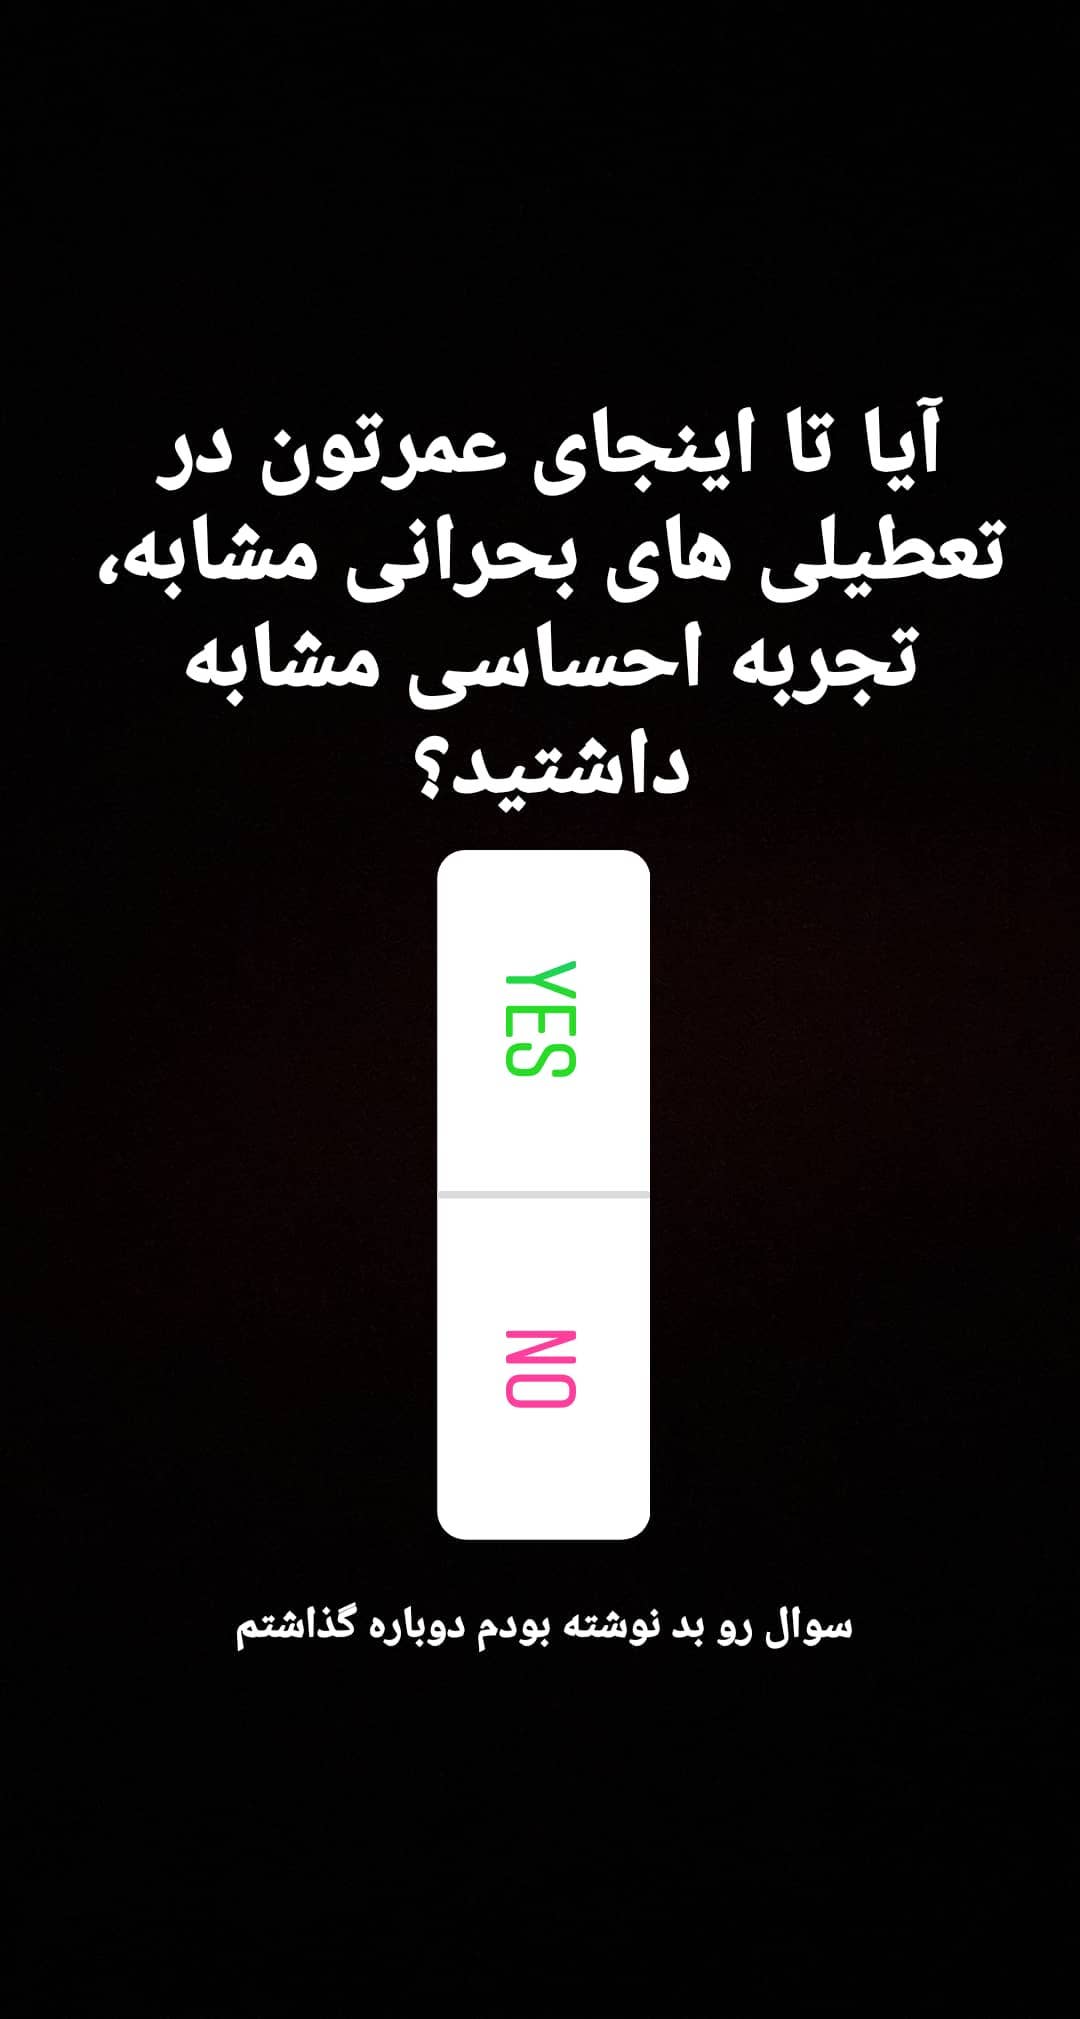 آیا تا اینجای عمرتون در
تعطیلی های بحرانی مشابه،
تجربه احساسی مشابه
داشتید؟
YES
NO
سوال رو بد نوشته بودم دوباره گذاشتم